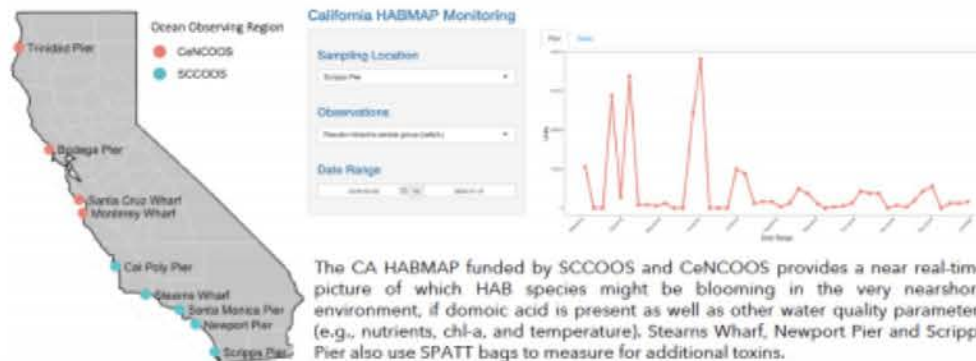 Ocean Observing Region
CeNCOOS
SCCOOS
Trinidad Pier
Bodega Pier
Santa Cruz Wharf
Monterey Wharf
Cal Poly Pier
Stearns Wharf
Santa Monica Pier
Newport Pier
Scripps Pier
California HABMAP Monitoring
Sampling Location
Scripps Pier
Observations
Date Range
Plot
Date Range
The CA HABMAP funded by SCCOOS and CeNCOOS provides a near real-tim
picture of which HAB species might be blooming in the very nearshor
environment, if domoic acid is present as well as other water quality parameter
(e.g., nutrients, chl-a, and temperature). Stearns Wharf, Newport Pier and Scripp
Pier also use SPATT bags to measure for additional toxins.